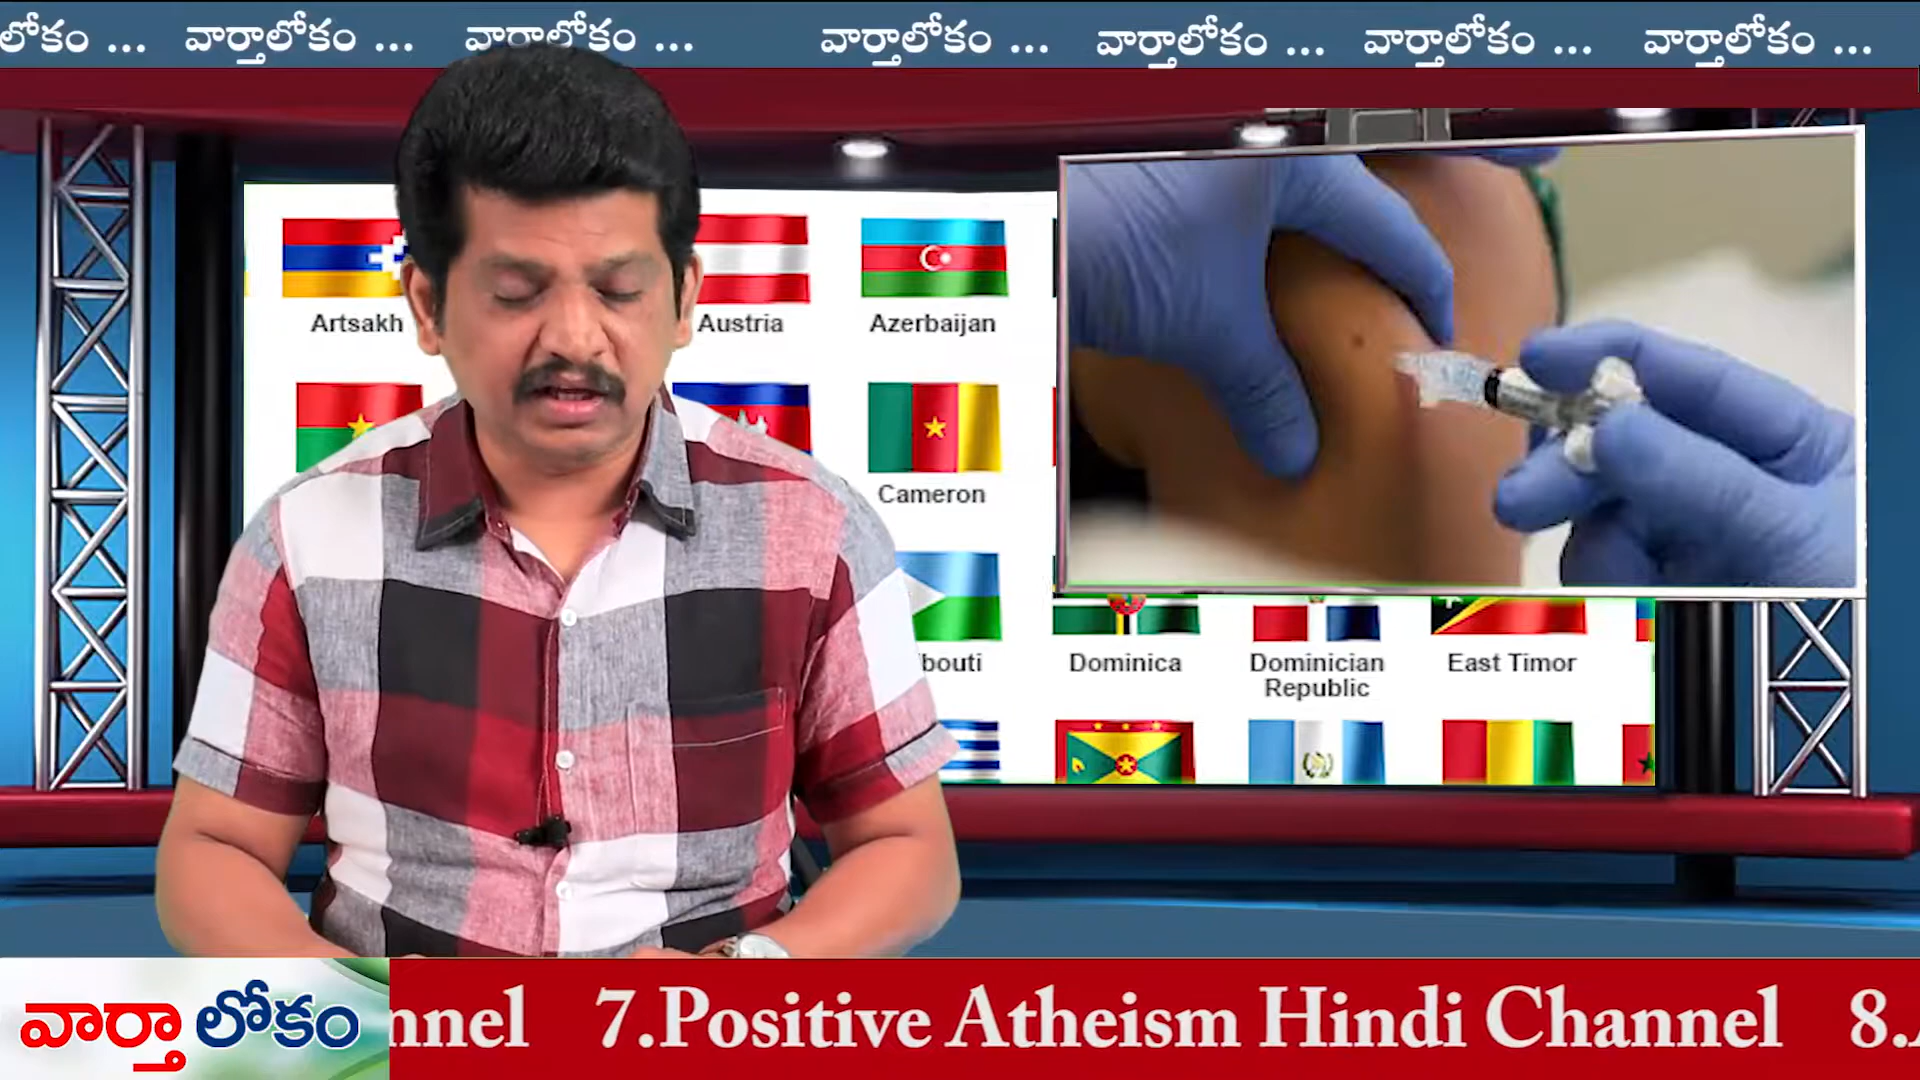 లోకం ... వార్తాలోకం ... వార్తాలోకం ... వార్తాలోకం ... వార్తాలోకం ... వార్తాలోకం ... వార్తాలోకం ...
Artsakh Austria Azerbaijan
Cameron
bouti Dominica Dominician Republic East Timor
వార్తా లోకం nnel 7.Positive Atheism Hindi Channel 8.